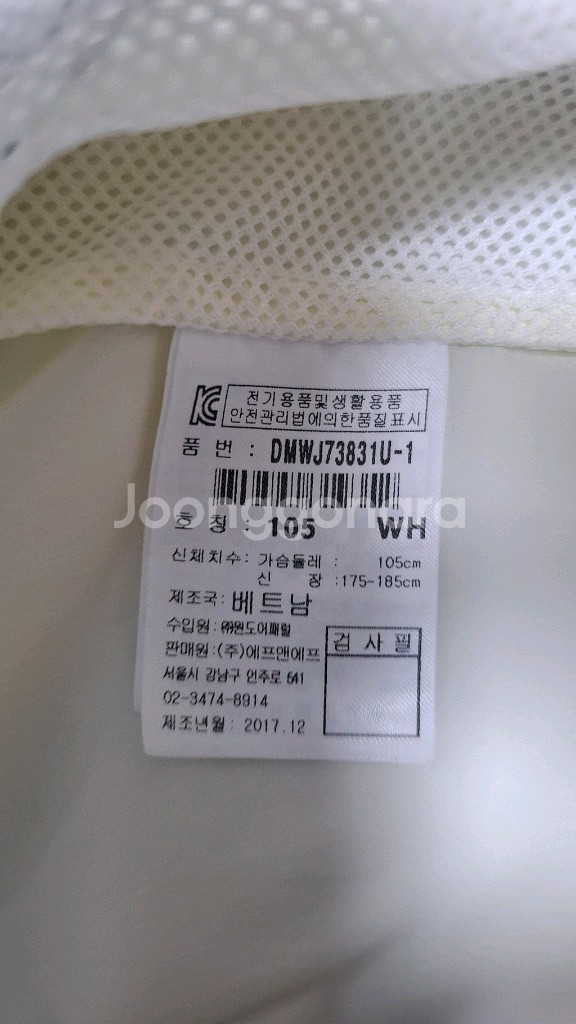 전기용품및생활용품
안전관리법에의한품질표시
품 번 : DMWJ73831U-1
Joonggonara
호 칭 : 105 WH
신체치수: 가슴둘레 : 105cm
신 장 :175~185cm
제조국: 베트남
수입원: ㈜원도어패럴
판매원:(주)에프앤에프
서울시 강남구 언주로 541
02-3474-8914
제조년월: 2017.12
검 사 필